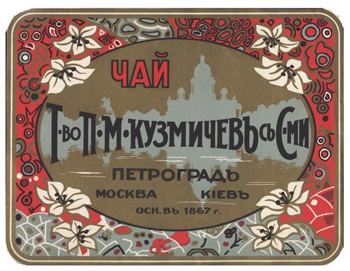 ЧАЙ
Т-ВО П·М·КУЗМИЧЕВЪ СЪ С-МИ
ПЕТРОГРАДЪ
МОСКВА КІЕВЪ
ОСН. ВЪ 1867 г.